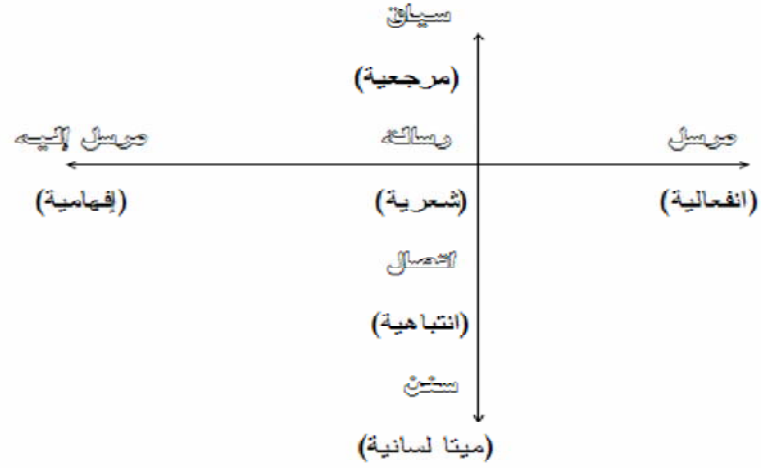 سياق
(مرجعية)
مرسل رسالة مرسل إليه
(انفعالية) (شعرية) (إفهامية)
اتصال
(انتباهية)
سنن
(ميتا لسانية)